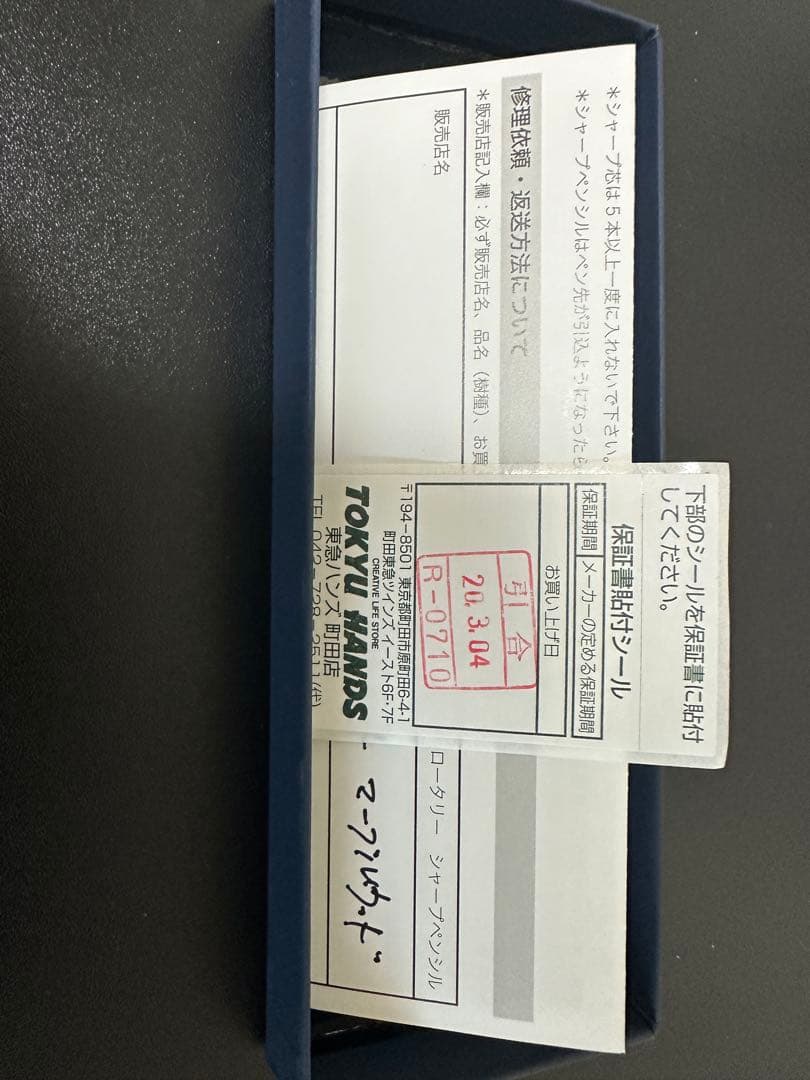 *シャープ芯は5本以上一度に入れないで下さい。
*シャープペンシルはペン先が引込ようになったら
修理依頼・返送方法について
*販売店記入欄：必ず販売店名、品名（樹種）、お買
販売店名
下部のシールを保証書に貼付
してください。
保証書貼付シール
保証期間 メーカーの定める保証期間
お買い上げ日
引合
20.3.04
R-0710
〒194-8501 東京都町田市原町田6-4-1
町田東急ツインズイースト6F・7F
CREATIVE LIFE STORE
TOKYU HANDS
東急ハンズ 町田店
TEL 042-728-2511(代)
ロータリー シャープペンシル
マーブルウッド